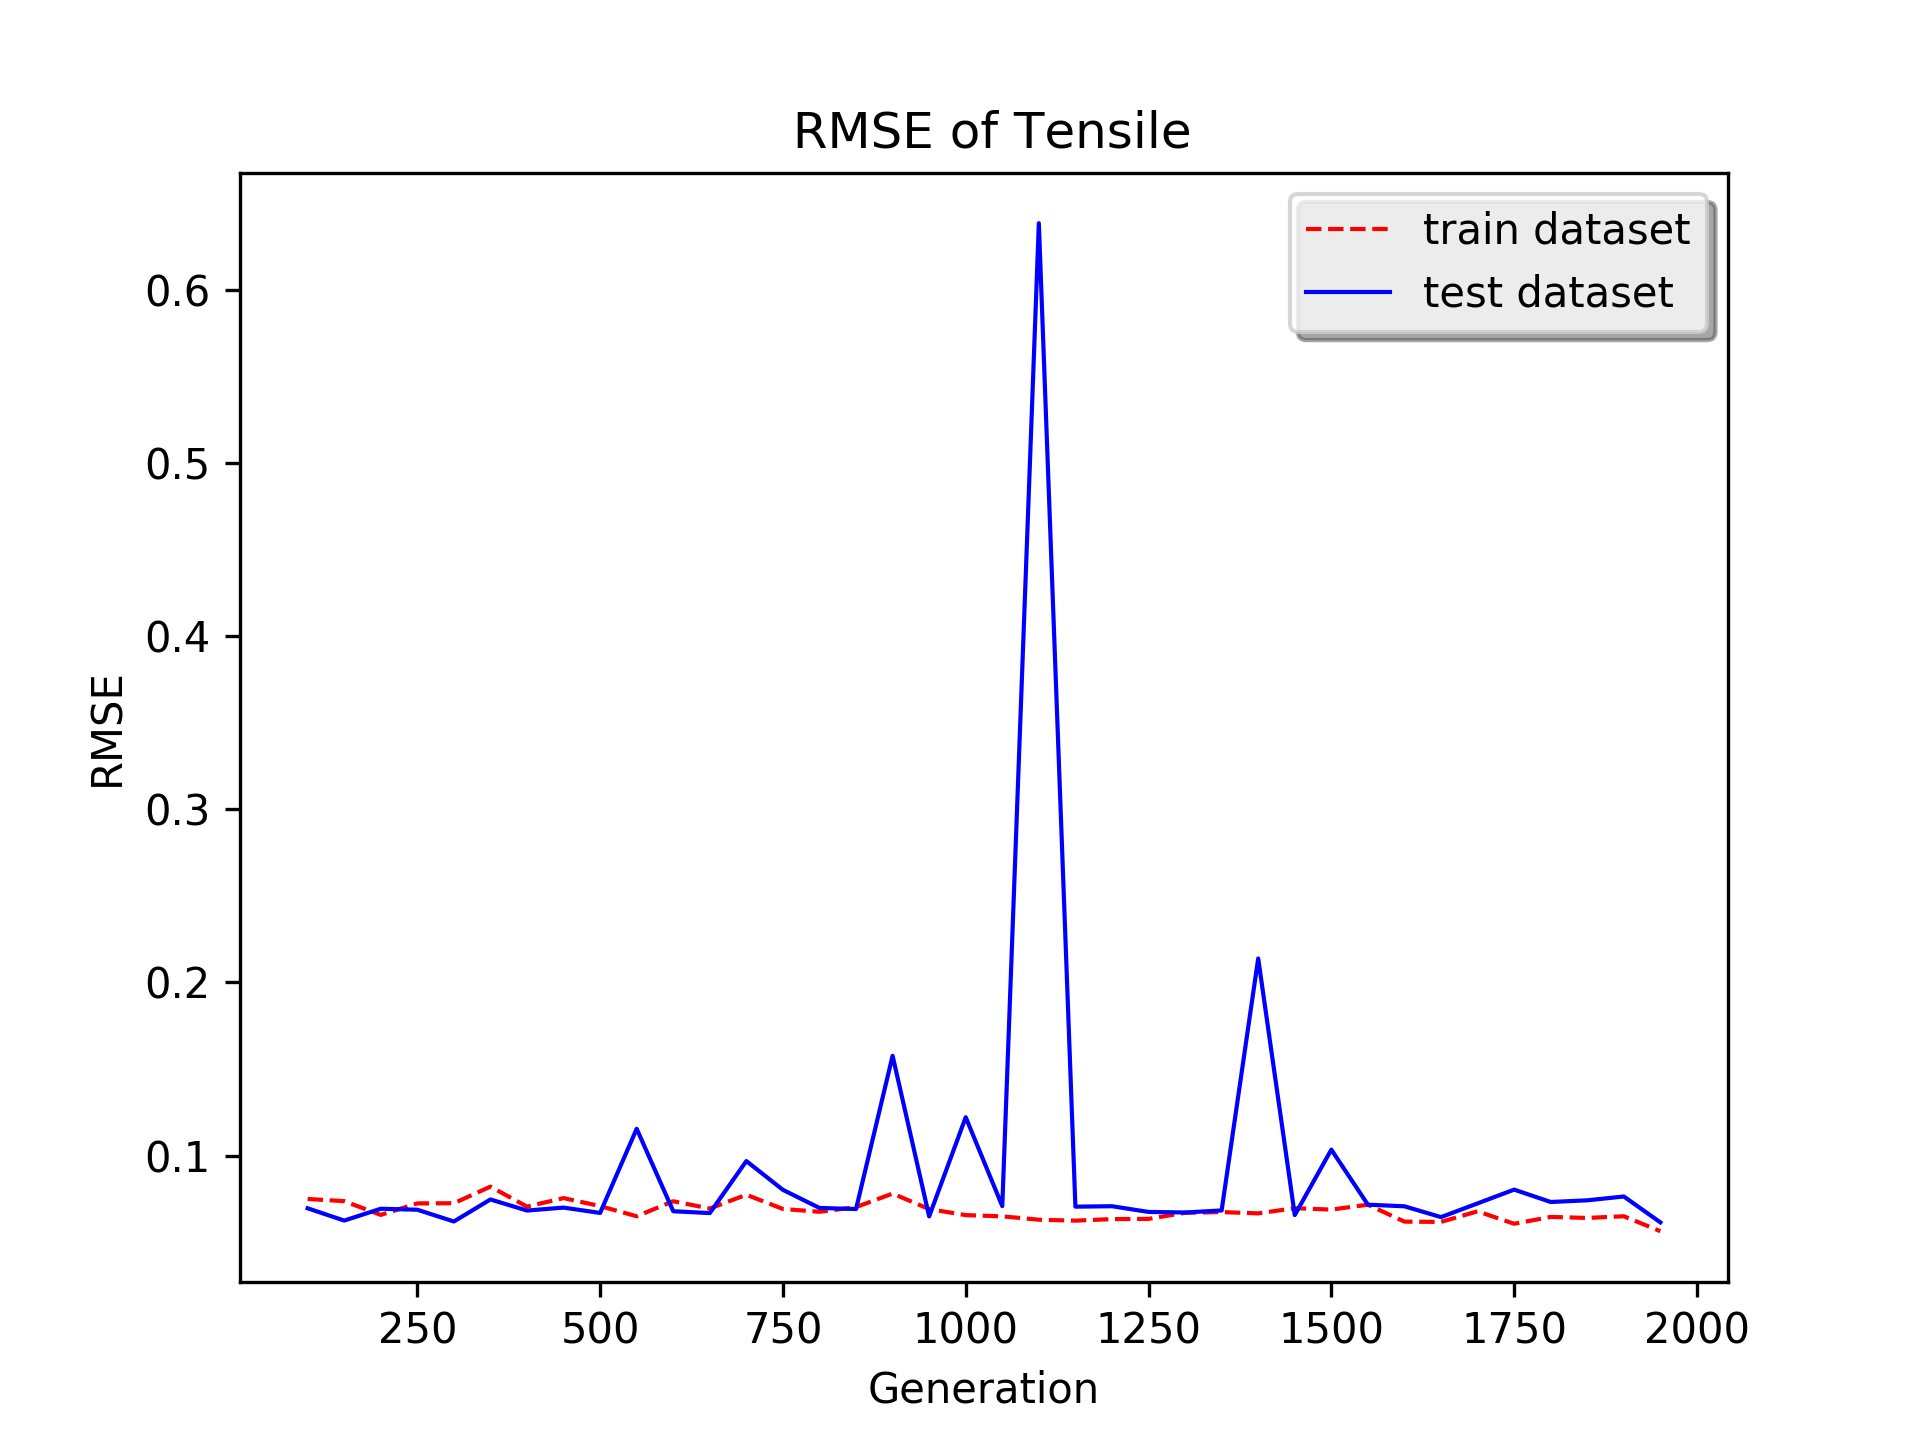 RMSE of Tensile
train dataset
test dataset
0.6
0.5
0.4
0.3
0.2
0.1
RMSE
250 500 750 1000 1250 1500 1750 2000
Generation